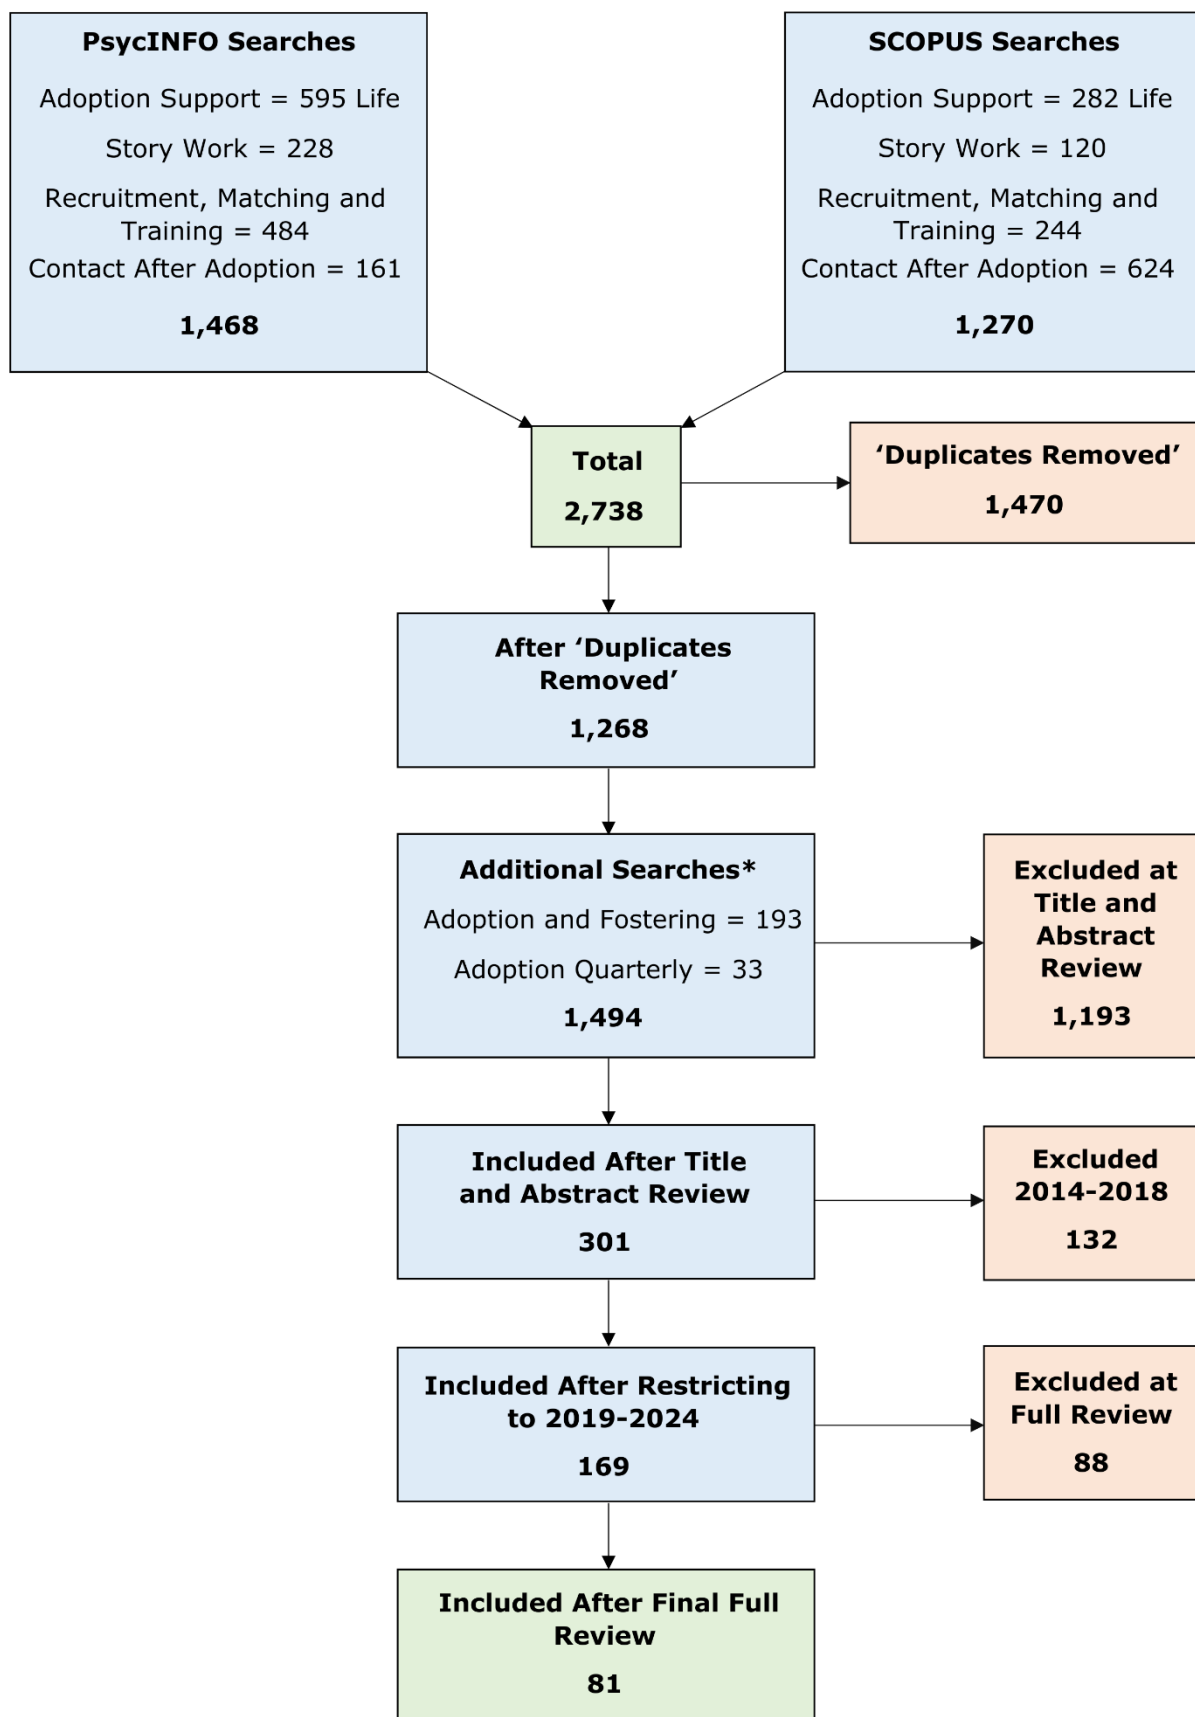 PsycINFO Searches
Adoption Support = 595 Life
Story Work = 228
Recruitment, Matching and
Training = 484
Contact After Adoption = 161
1,468
SCOPUS Searches
Adoption Support = 282 Life
Story Work = 120
Recruitment, Matching and
Training = 244
Contact After Adoption = 624
1,270
Total
2,738
‘Duplicates Removed’
1,470
After ‘Duplicates
Removed’
1,268
Additional Searches*
Adoption and Fostering = 193
Adoption Quarterly = 33
1,494
Excluded at
Title and
Abstract
Review
1,193
Included After Title
and Abstract Review
301
Excluded
2014-2018
132
Included After Restricting
to 2019-2024
169
Excluded at
Full Review
88
Included After Final Full
Review
81